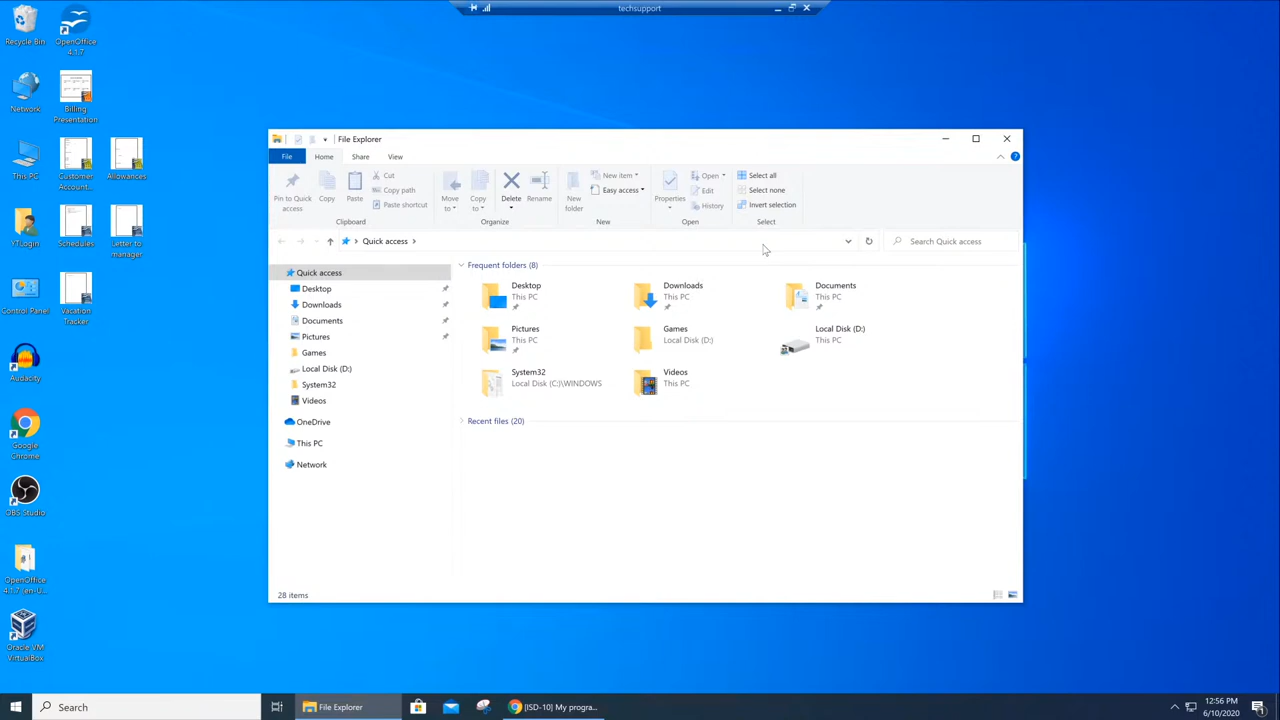 techsupport
Recycle Bin
OpenOffice
4.1.7
Network
Billing
Presentation
This PC
Customer
Account...
Allowances
YTLogin
Schedules
Letter to
manager
Control Panel
Vacation
Tracker
Audacity
Google
Chrome
OBS Studio
OpenOffice
4.1.7 (en-U...
Oracle VM
VirtualBox
File Explorer
File
Home
Share
View
Pin to Quick
access
Copy
Paste
Cut
Copy path
Paste shortcut
Clipboard
Move
to
Copy
to
Delete
Rename
Organize
New
folder
New item
Easy access
New
Properties
Open
Edit
History
Open
Select all
Select none
Invert selection
Select
Quick access
Search Quick access
Quick access
Desktop
Downloads
Documents
Pictures
Games
Local Disk (D:)
System32
Videos
OneDrive
This PC
Network
Frequent folders (8)
Desktop
This PC
Downloads
This PC
Documents
This PC
Pictures
This PC
Games
Local Disk (D:)
Local Disk (D:)
This PC
System32
Local Disk (C:)\WINDOWS
Videos
This PC
Recent files (20)
28 items
Search
File Explorer
[ISD-10] My progra...
12:56 PM
6/10/2020